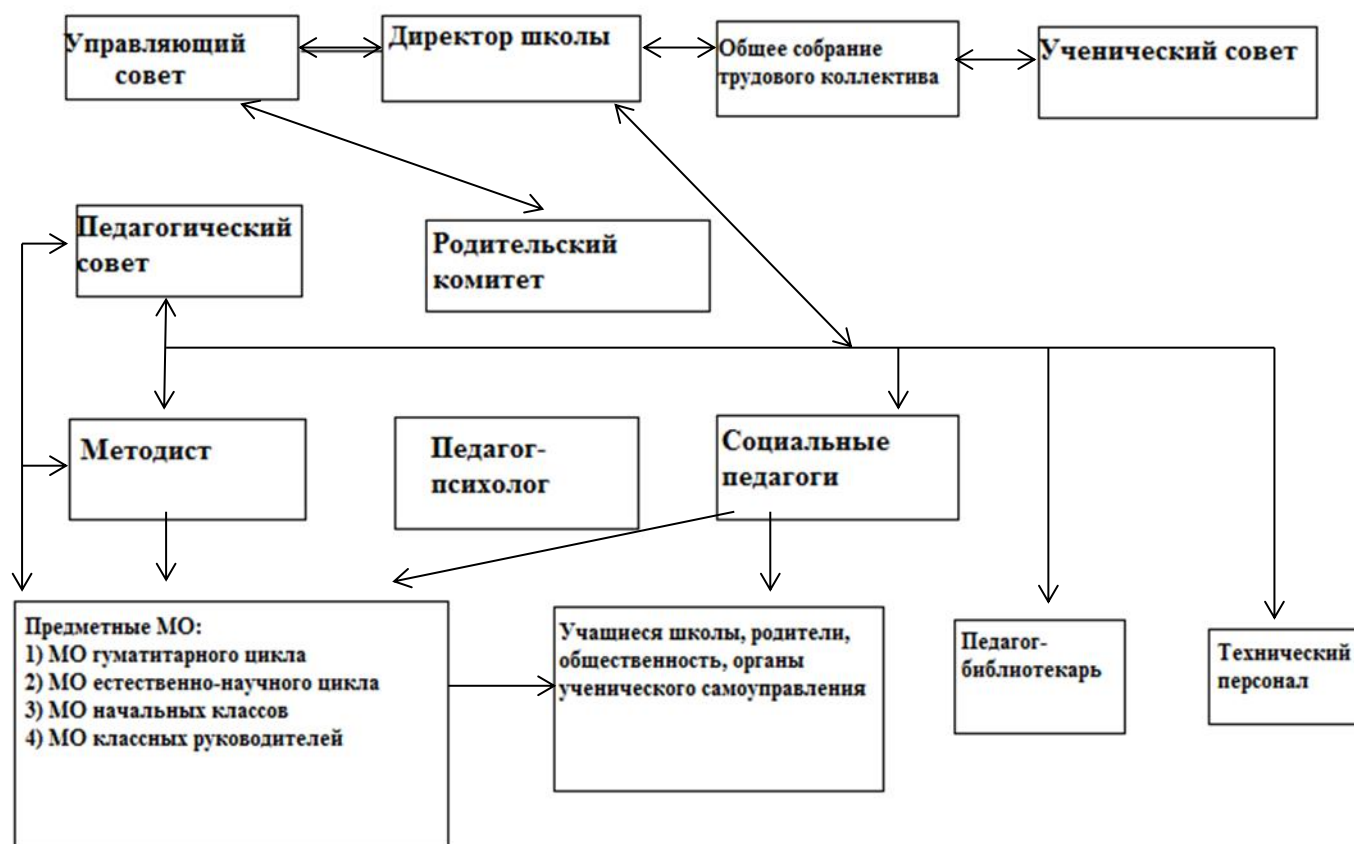 Управляющий
совет
Директор школы
Общее собрание
трудового коллектива
Ученический совет
Педагогический
совет
Родительский
комитет
Методист
Педагог-
психолог
Социальные
педагоги
Предметные МО:
1) МО гуматитарного цикла
2) МО естественно-научного цикла
3) МО начальных классов
4) МО классных руководителей
Учащиеся школы, родители,
общественность, органы
ученического самоуправления
Педагог-
библиотекарь
Технический
персонал